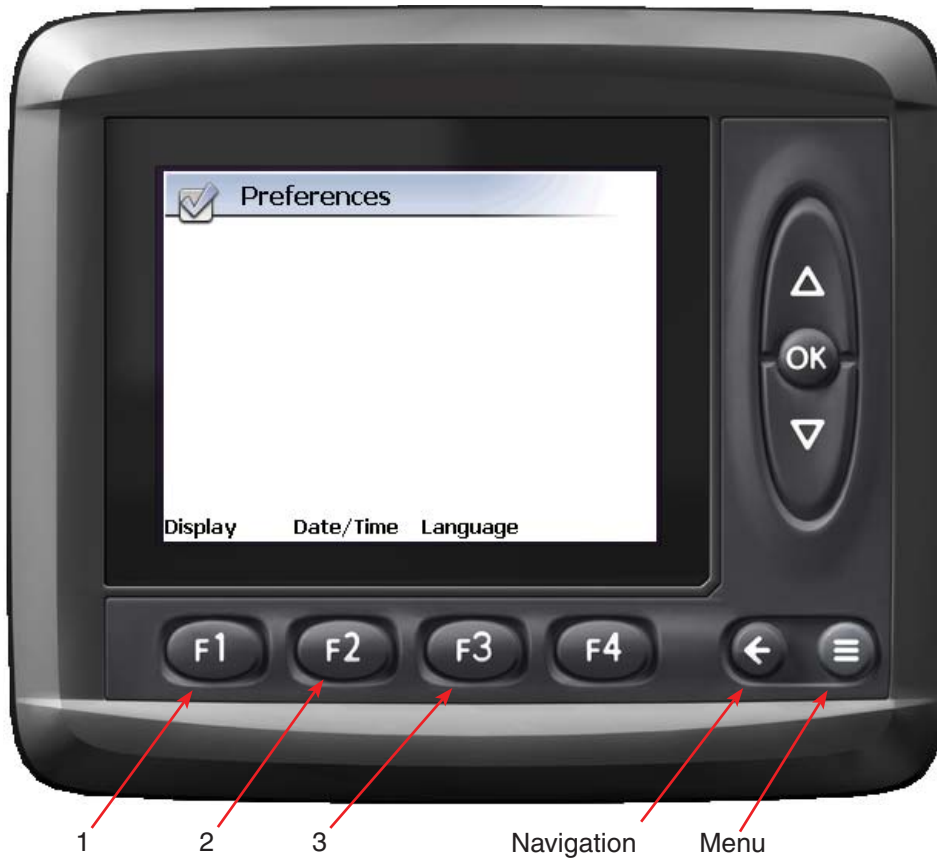 Preferences
OK
Display Date/Time Language
F1 F2 F3 F4
1 2 3 Navigation Menu